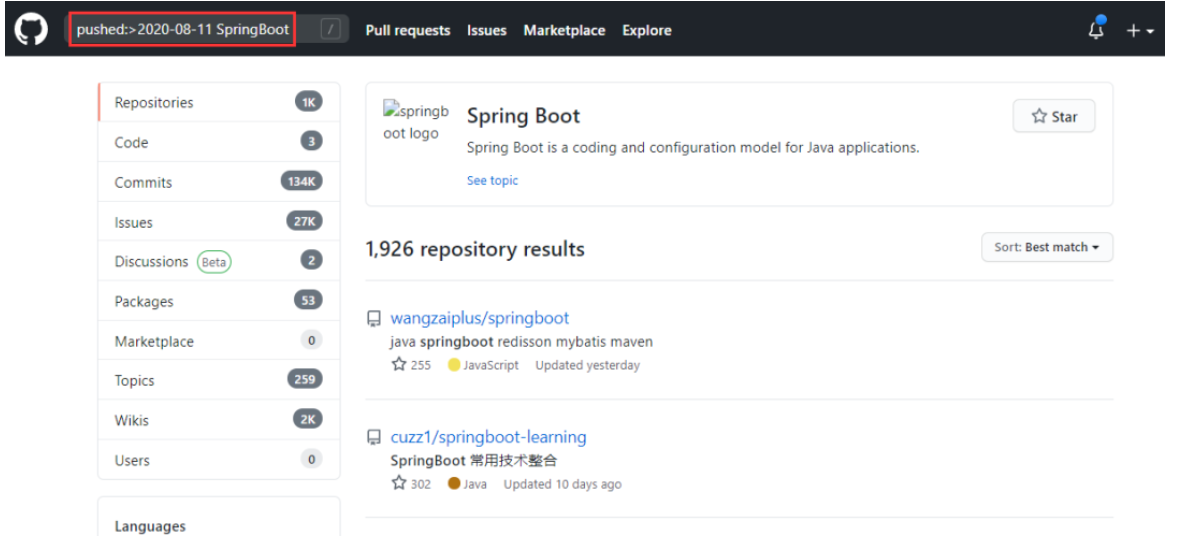 pushed:>2020-08-11 SpringBoot / Pull requests Issues Marketplace Explore
Repositories 1K
Code 3
Commits 134K
Issues 27K
Discussions Beta 2
Packages 53
Marketplace 0
Topics 259
Wikis 2K
Users 0
Languages
springb
oot logo
Spring Boot
Star
Spring Boot is a coding and configuration model for Java applications.
See topic
1,926 repository results
Sort: Best match
wangzaiplus/springboot
java springboot redisson mybatis maven
255 JavaScript Updated yesterday
cuzz1/springboot-learning
SpringBoot 常用技术整合
302 Java Updated 10 days ago